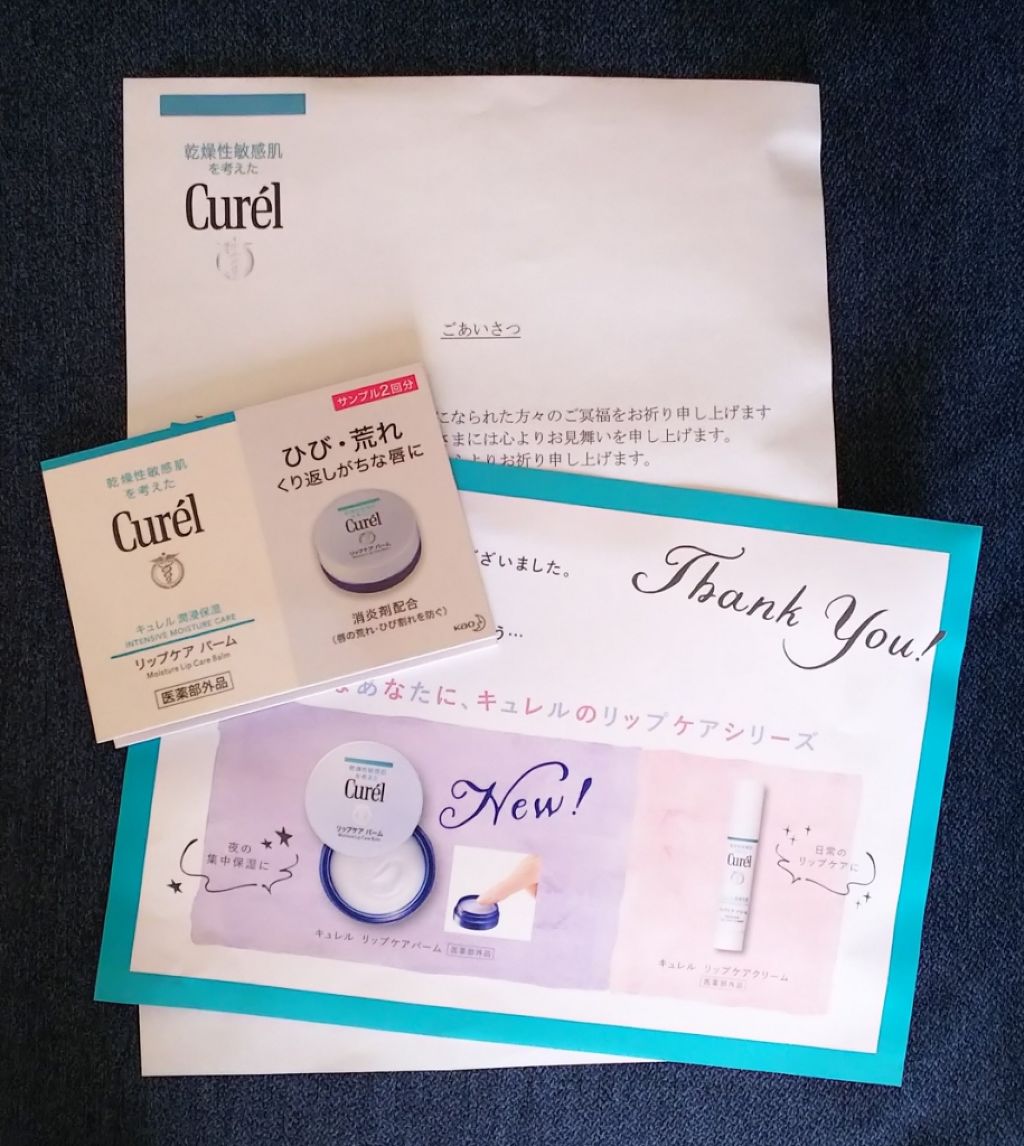 乾燥性敏感肌
を考えた
Curél
ごあいさつ
になられた方々のご冥福をお祈り申し上げます
さまには心よりお見舞いを申し上げます。
よりお祈り申し上げます。
サンプル2回分
乾燥性敏感肌
を考えた
Curél
キュレル 潤浸保湿
INTENSIVE MOISTURE CARE
リップケア バーム
Moisture Lip Care Balm
医薬部外品
ひび・荒れ
くり返しがちな唇に
Curél
リップケア バーム
消炎剤配合
(唇の荒れ・ひび割れを防ぐ)
Kao
ございました。
Thank You!
う…
あなたに、キュレルのリップケアシリーズ
乾燥性敏感肌
を考えた
Curél
リップケア バーム
Moisture Lip Care Balm
New!
夜の
集中保湿に
キュレル リップケアバーム 医薬部外品
Curél
日常の
リップケアに
キュレル リップケアクリーム
医薬部外品